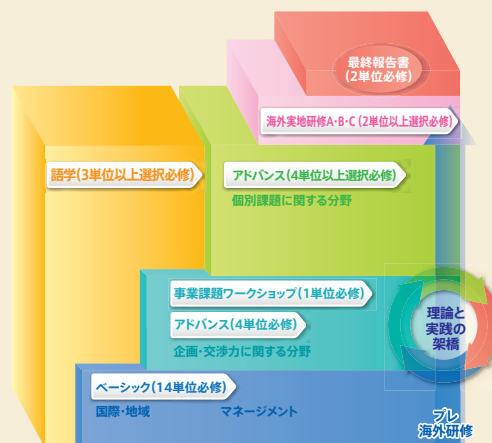 最終報告書
(2単位必修)
海外実地研修A・B・C(2単位以上選択必修)
語学(3単位以上選択必修)
アドバンス(4単位以上選択必修)
個別課題に関する分野
事業課題ワークショップ(1単位必修)
アドバンス(4単位必修)
企画・交渉力に関する分野
理論と
実践の
架橋
ベーシック(14単位必修)
国際・地域 マネージメント
プレ
海外研修